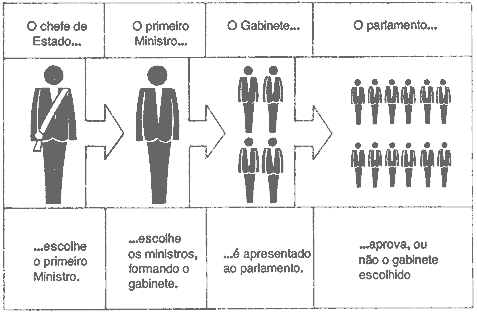 O chefe de
Estado...
O primeiro
Ministro...
O Gabinete...
O parlamento...
...escolhe
o primeiro
Ministro.
...escolhe
os ministros,
formando o
gabinete.
...é apresentado
ao parlamento.
...aprova, ou
não o gabinete
escolhido